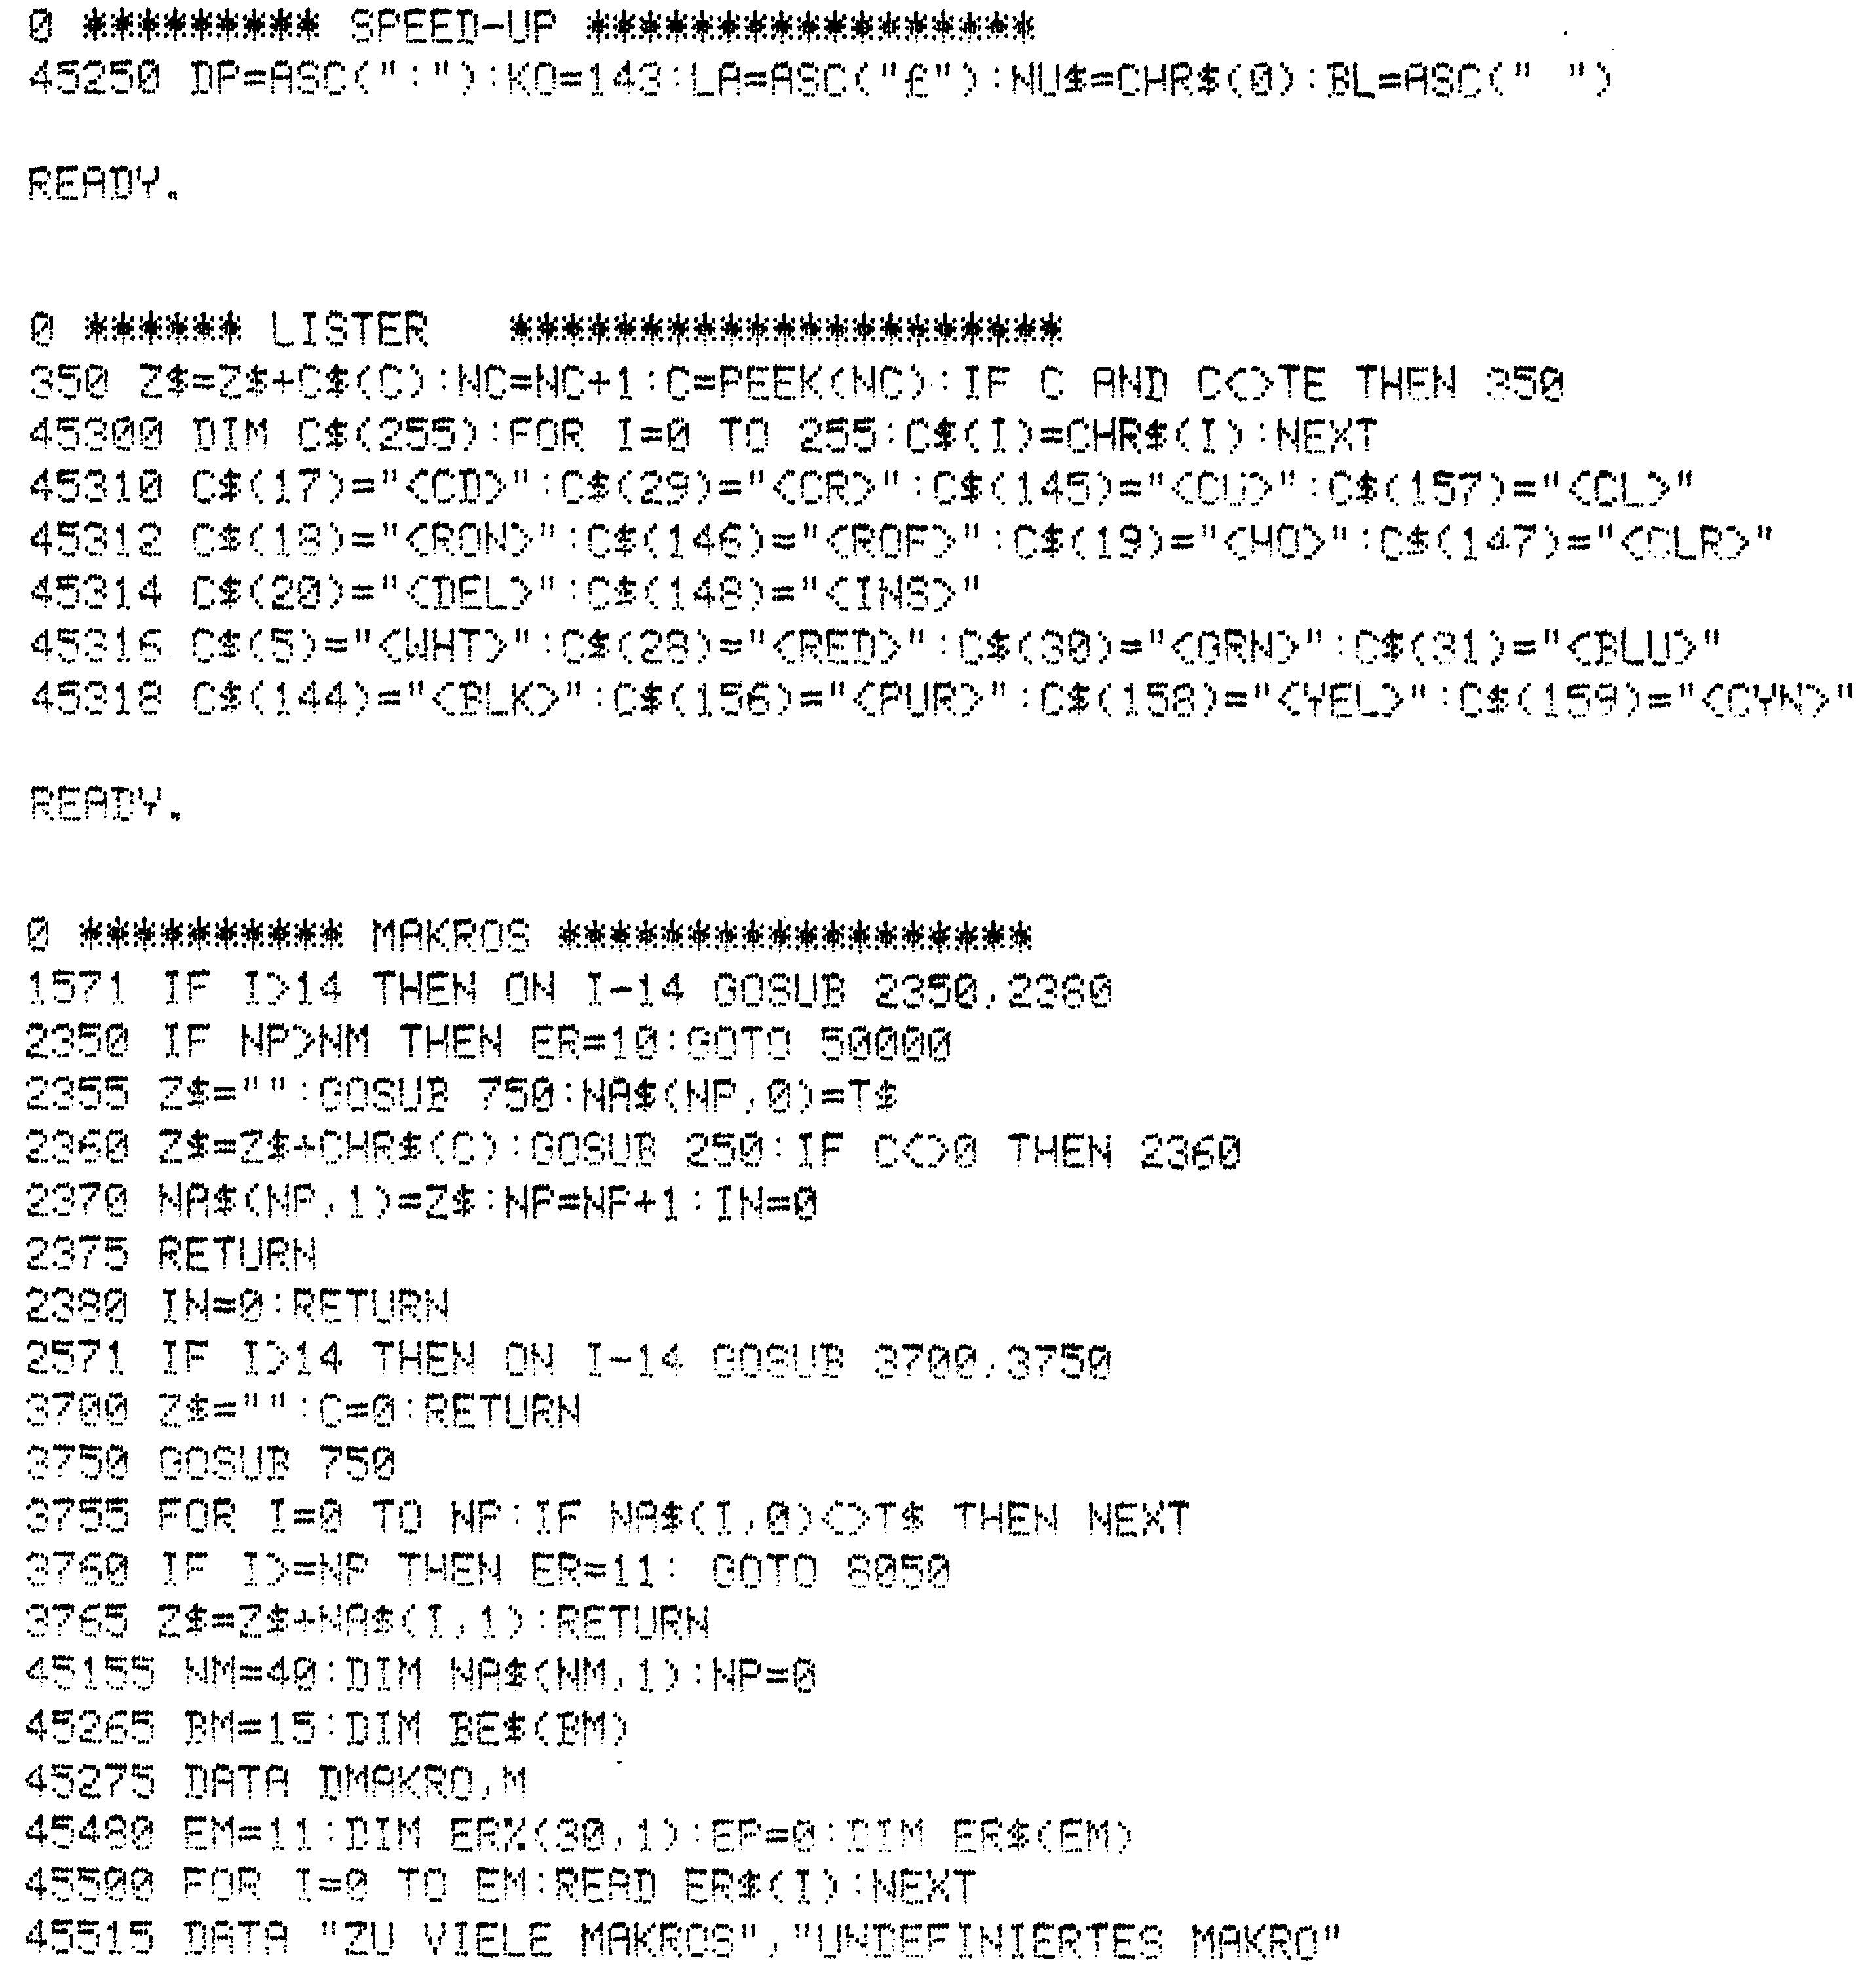 0 ********** SPEED-UP *****************
45250 DP=ASC(":"):KO=143:LA=ASC("£"):NU$=CHR$(0):BL=ASC(" ")
READY.
0 ****** LISTER   *********************
350 Z$=Z$+C$(C):NC=NC+1:C=PEEK(NC):IF C AND C<>TE THEN 350
45300 DIM C$(255):FOR I=0 TO 255:C$(I)=CHR$(I):NEXT
45310 C$(17)="<CD>":C$(29)="<CR>":C$(145)="<CU>":C$(157)="<CL>"
45312 C$(18)="<RON>":C$(146)="<ROF>":C$(19)="<HO>":C$(147)="<CLR>"
45314 C$(20)="<DEL>":C$(148)="<INS>"
45316 C$(5)="<WHT>":C$(28)="<RED>":C$(30)="<GRN>":C$(31)="<BLU>"
45318 C$(144)="<BLK>":C$(156)="<PUR>":C$(158)="<YEL>":C$(159)="<CYN>"
READY.
0 ********** MAKROS ******************
1571 IF I>14 THEN ON I-14 GOSUB 2350,2380
2350 IF NP>NM THEN ER=10:GOTO 50000
2355 Z$="":GOSUB 750:NA$(NP,0)=T$
2360 Z$=Z$+CHR$(C):GOSUB 250:IF C<>0 THEN 2360
2370 NA$(NP,1)=Z$:NP=NP+1:IN=0
2375 RETURN
2380 IN=0:RETURN
2571 IF I>14 THEN ON I-14 GOSUB 3700,3750
3700 Z$="":C=0:RETURN
3750 GOSUB 750
3755 FOR I=0 TO NP:IF NA$(I,0)<>T$ THEN NEXT
3760 IF I>=NP THEN ER=11: GOTO 8050
3765 Z$=Z$+NA$(I,1):RETURN
45155 NM=40:DIM NA$(NM,1):NP=0
45265 BM=15:DIM BE$(BM)
45275 DATA DMAKRO,M
45480 EM=11:DIM ER%(30,1):EP=0:DIM ER$(EM)
45500 FOR I=0 TO EM:READ ER$(I):NEXT
45515 DATA "ZU VIELE MAKROS","UNDEFINIERTES MAKRO"